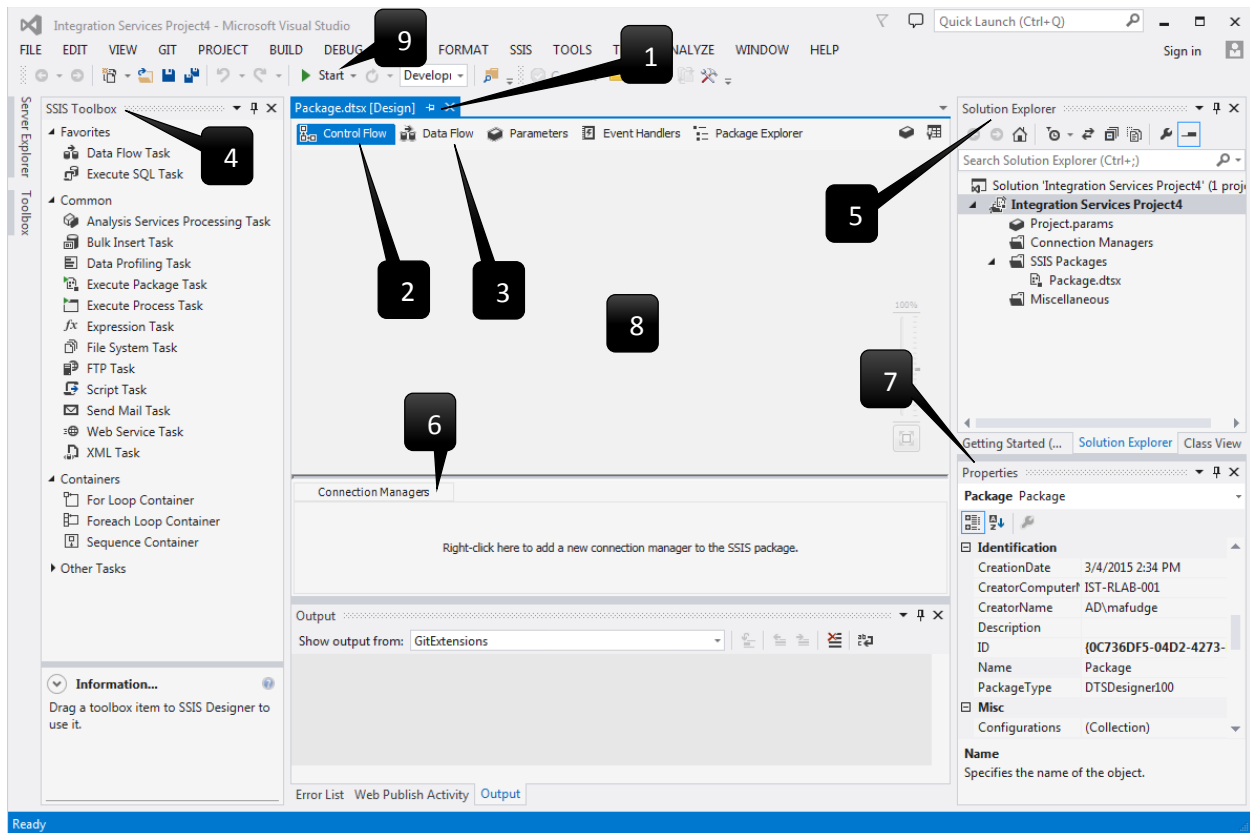 Integration Services Project4 - Microsoft Visual Studio
Quick Launch (Ctrl+Q)
FILE EDIT VIEW GIT PROJECT BUILD DEBUG FORMAT SSIS TOOLS WINDOW HELP
Sign in
9
1
Start
Server Explorer
Toolbox
SSIS Toolbox
Favorites
Data Flow Task
Execute SQL Task
Common
Analysis Services Processing Task
Bulk Insert Task
Data Profiling Task
Execute Package Task
Execute Process Task
Expression Task
File System Task
FTP Task
Script Task
Send Mail Task
Web Service Task
XML Task
Containers
For Loop Container
Foreach Loop Container
Sequence Container
Other Tasks
4
Information...
Drag a toolbox item to SSIS Designer to
use it.
Package.dtsx [Design]
Control Flow Data Flow Parameters Event Handlers Package Explorer
2
3
8
100%
6
Connection Managers
Right-click here to add a new connection manager to the SSIS package.
Output
Show output from: GitExtensions
Error List Web Publish Activity Output
Solution Explorer
Search Solution Explorer (Ctrl+;)
5
Solution 'Integration Services Project4' (1 proj
Integration Services Project4
Project.params
Connection Managers
SSIS Packages
Package.dtsx
Miscellaneous
7
Getting Started (... Solution Explorer Class View
Properties
Package Package
Identification
CreationDate 3/4/2015 2:34 PM
CreatorComputerN IST-RLAB-001
CreatorName AD\mafudge
Description
ID {0C736DF5-04D2-4273-
Name Package
PackageType DTSDesigner100
Misc
Configurations (Collection)
Name
Specifies the name of the object.
Ready